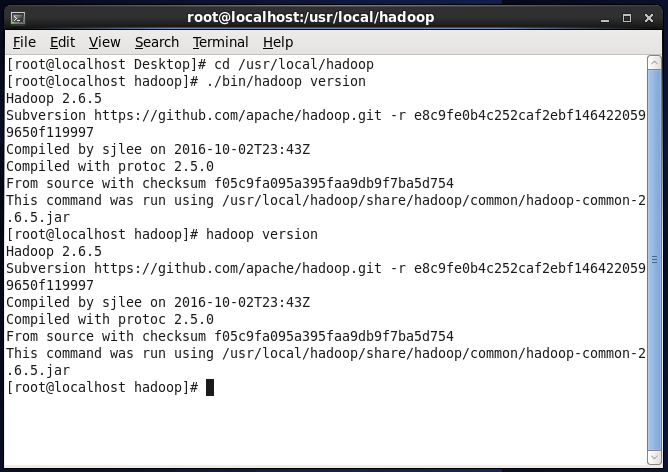 root@localhost:/usr/local/hadoop
File Edit View Search Terminal Help
[root@localhost Desktop]# cd /usr/local/hadoop
[root@localhost hadoop]# ./bin/hadoop version
Hadoop 2.6.5
Subversion https://github.com/apache/hadoop.git -r e8c9fe0b4c252caf2ebf146422059
9650f119997
Compiled by sjlee on 2016-10-02T23:43Z
Compiled with protoc 2.5.0
From source with checksum f05c9fa095a395faa9db9f7ba5d754
This command was run using /usr/local/hadoop/share/hadoop/common/hadoop-common-2
.6.5.jar
[root@localhost hadoop]# hadoop version
Hadoop 2.6.5
Subversion https://github.com/apache/hadoop.git -r e8c9fe0b4c252caf2ebf146422059
9650f119997
Compiled by sjlee on 2016-10-02T23:43Z
Compiled with protoc 2.5.0
From source with checksum f05c9fa095a395faa9db9f7ba5d754
This command was run using /usr/local/hadoop/share/hadoop/common/hadoop-common-2
.6.5.jar
[root@localhost hadoop]#